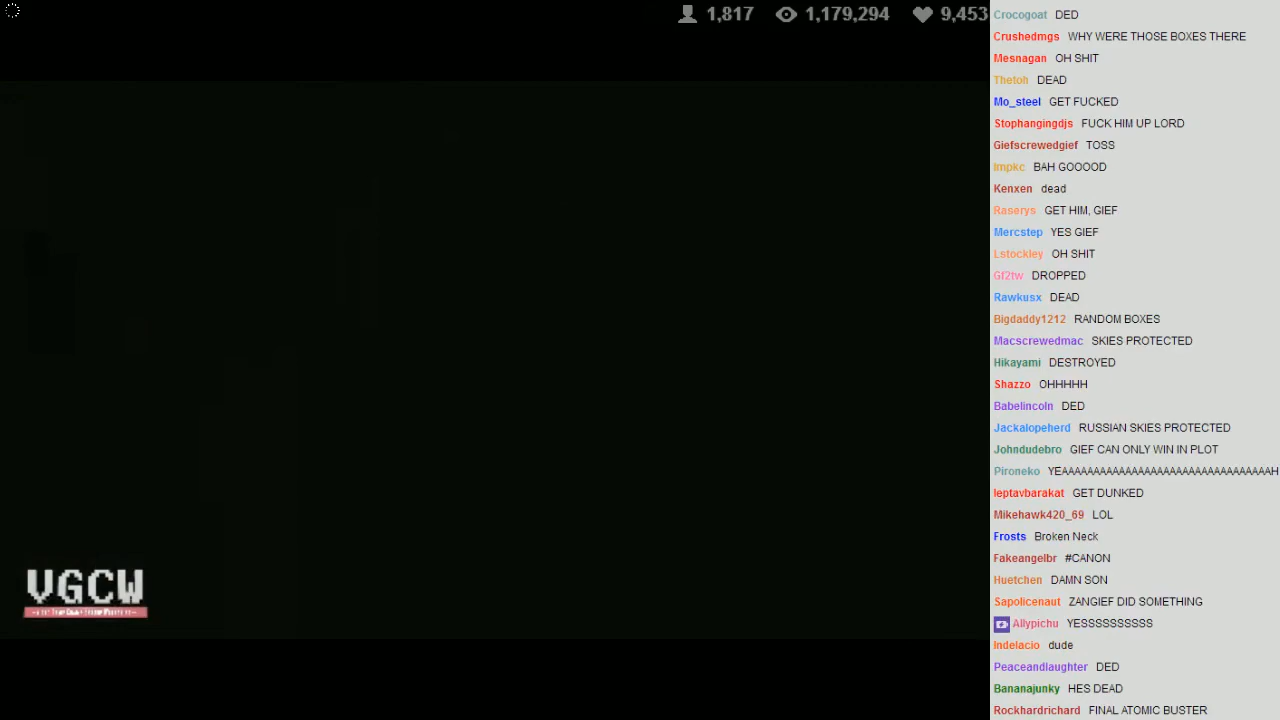 1,817 1,179,294 9,453
Crocogoat DED
Crushedmgs WHY WERE THOSE BOXES THERE
Mesnagan OH SHIT
Thetoh DEAD
Mo_steel GET FUCKED
Stophangingdjs FUCK HIM UP LORD
Giefscrewedgief TOSS
Impkc BAH GOOOOD
Kenxen dead
Raserys GET HIM, GIEF
Mercstep YES GIEF
Lstockley OH SHIT
Gf2tw DROPPED
Rawkusx DEAD
Bigdaddy1212 RANDOM BOXES
Macscrewedmac SKIES PROTECTED
Hikayami DESTROYED
Shazzo OHHHHH
Babelincoln DED
Jackalopeherd RUSSIAN SKIES PROTECTED
Johndudebro GIEF CAN ONLY WIN IN PLOT
Pironeko YEAAAAAAAAAAAAAAAAAAAAAAAAAAAAAAAAAH
Ieptavbarakat GET DUNKED
Mikehawk420_69 LOL
Frosts Broken Neck
Fakeangelbr #CANON
Huetchen DAMN SON
Sapolicenaut ZANGIEF DID SOMETHING
Allypichu YESSSSSSSSSS
Indelacio dude
Peaceandlaughter DED
Bananajunky HES DEAD
Rockhardrichard FINAL ATOMIC BUSTER
VGCW